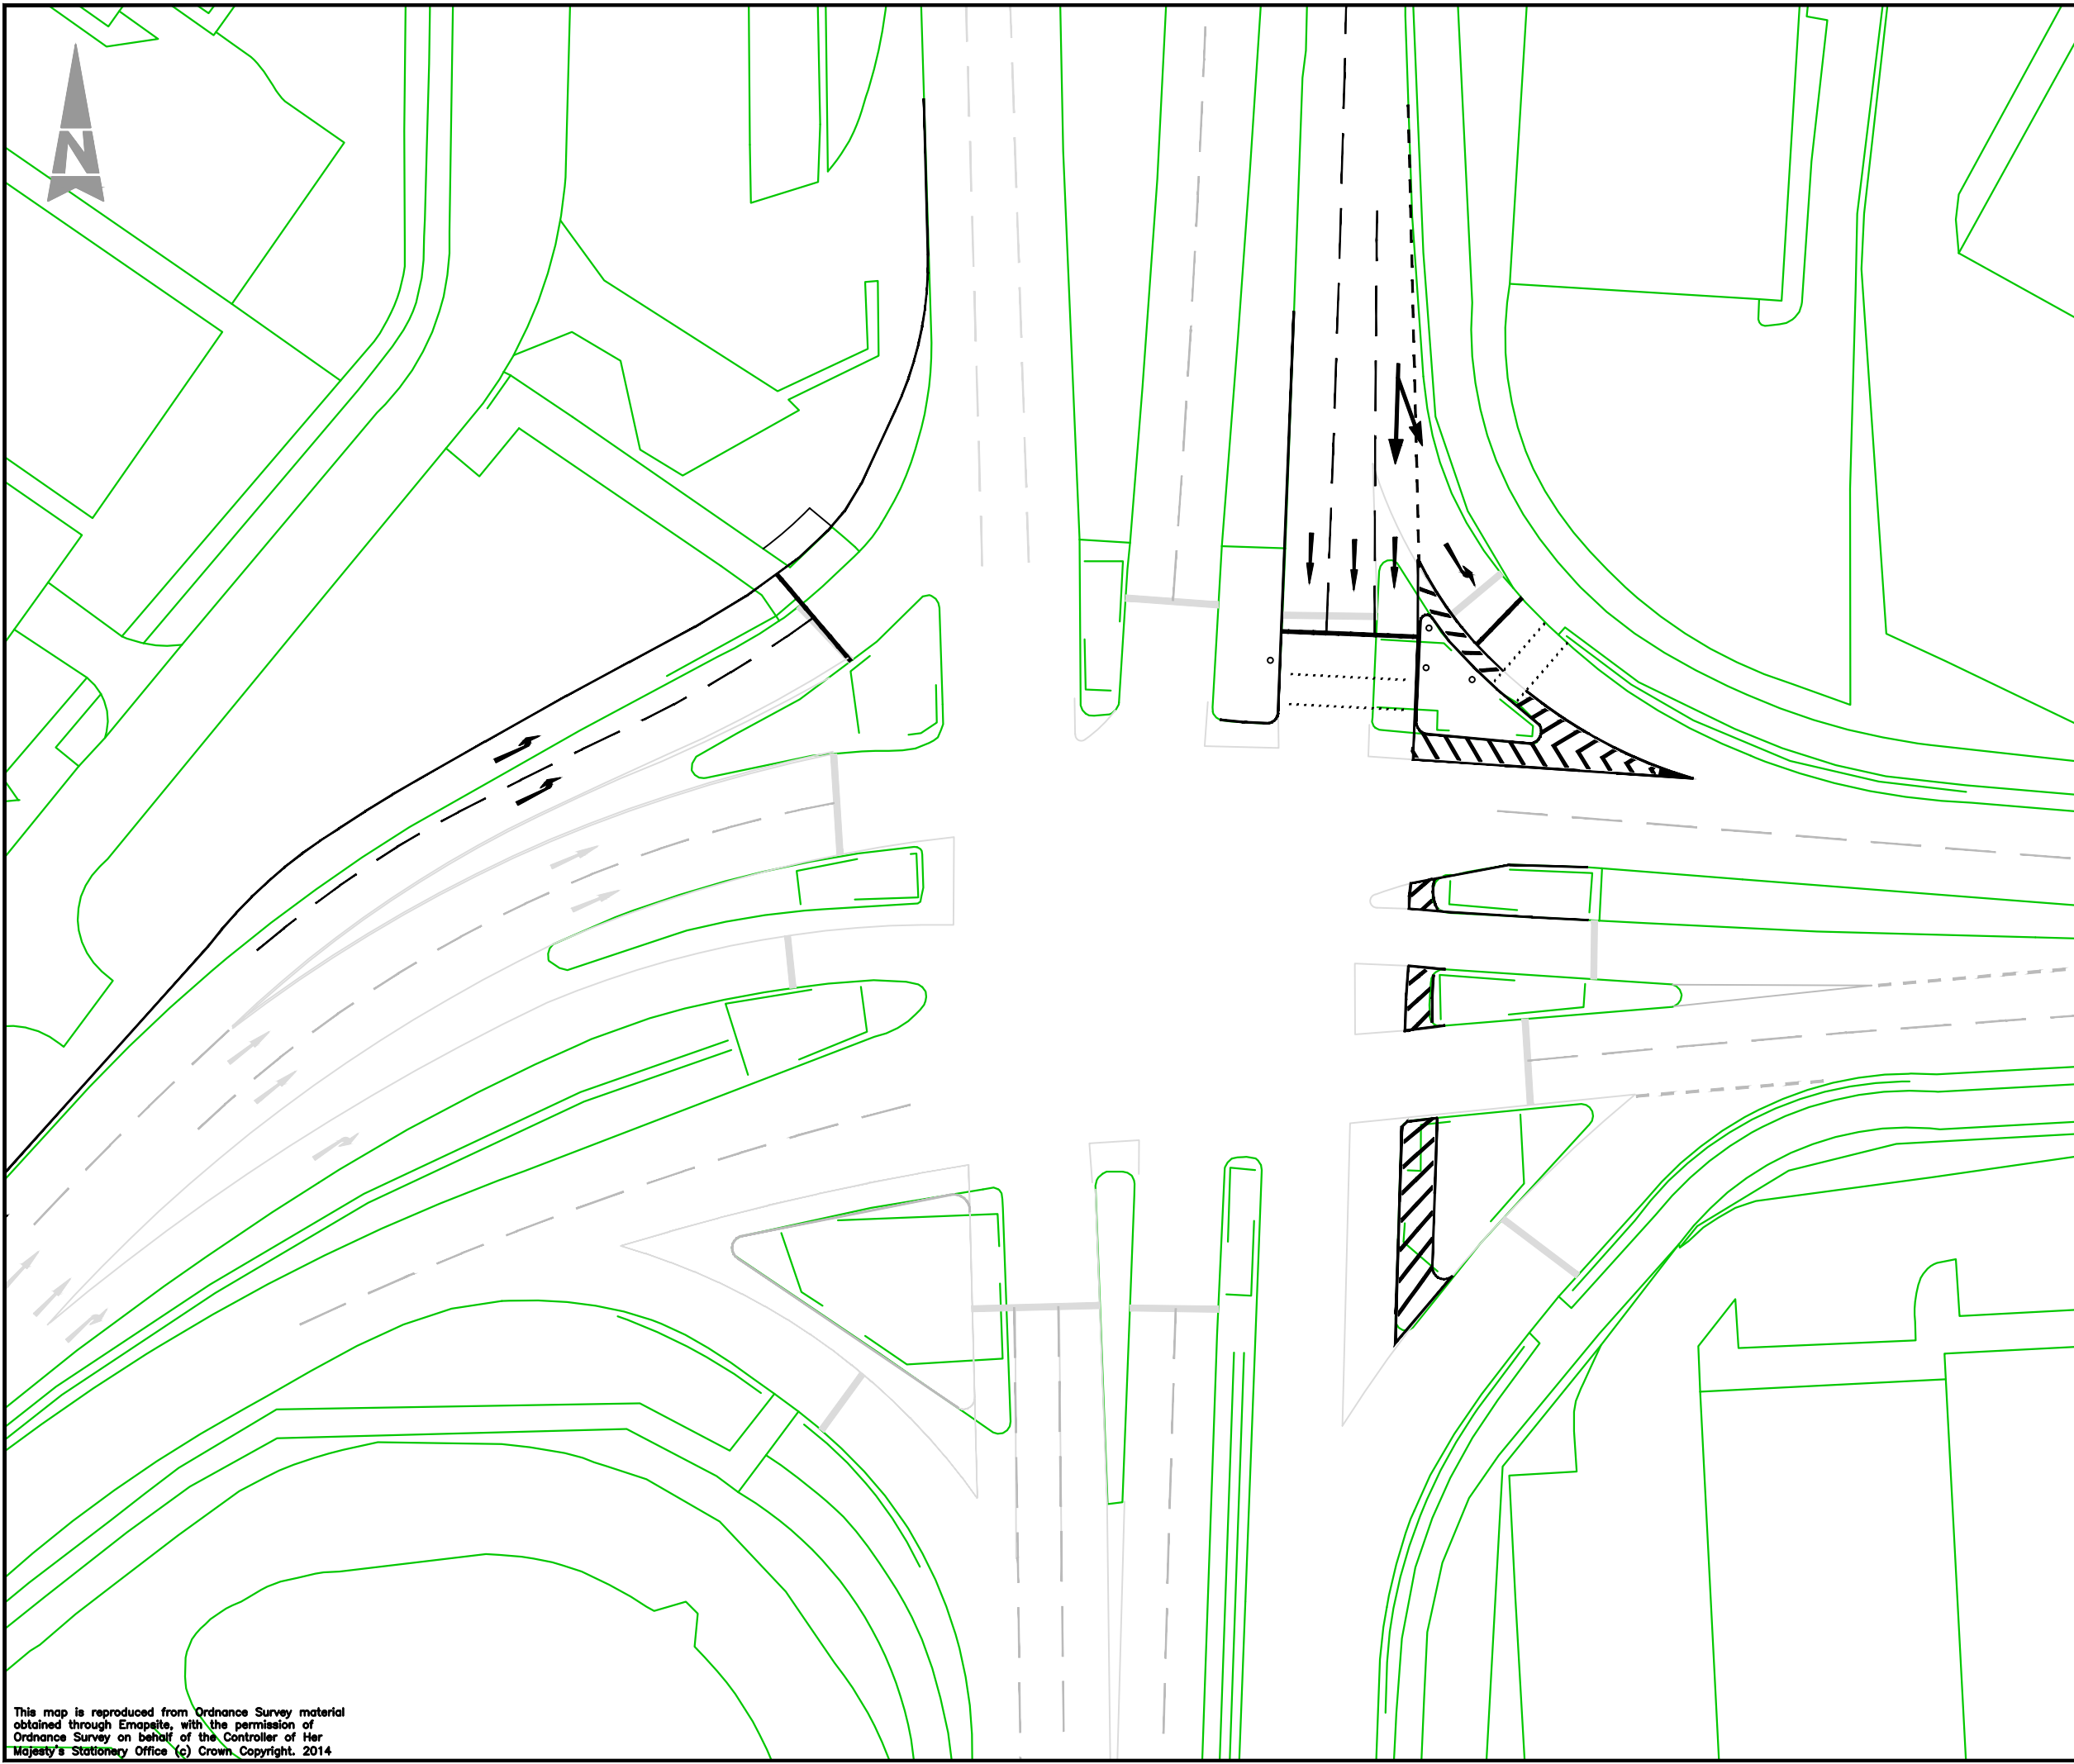 N
This map is reproduced from Ordnance Survey material
obtained through Emapsite, with the permission of
Ordnance Survey on behalf of the Controller of Her
Majesty's Stationery Office (c) Crown Copyright. 2014